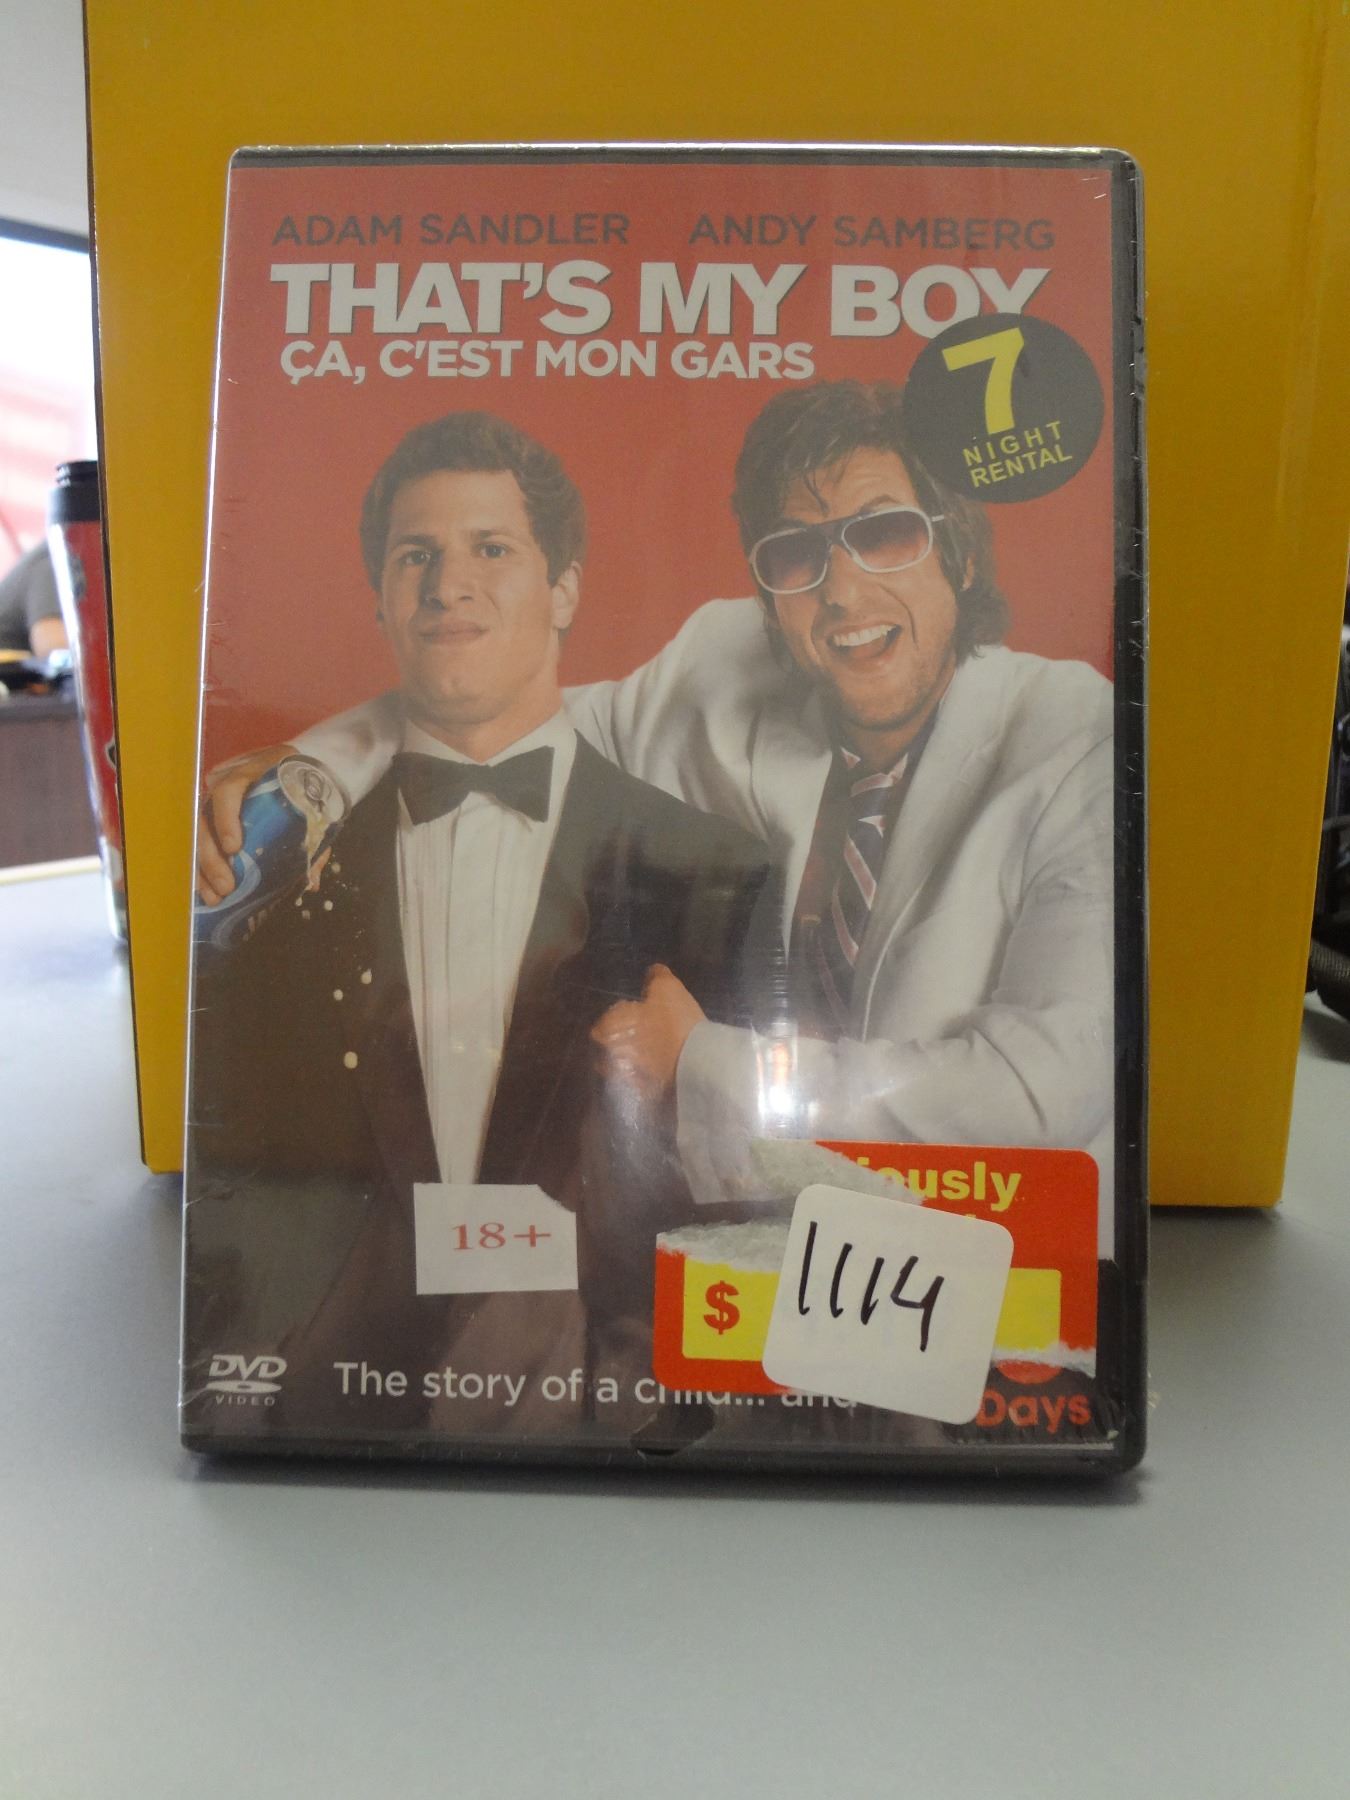 ADAM SANDLER ANDY SAMBERG
THAT'S MY BOY
ÇA, C'EST MON GARS
7
NIGHT
RENTAL
18+
$
1114
DVD
VIDEO
The story of a child... and
Days